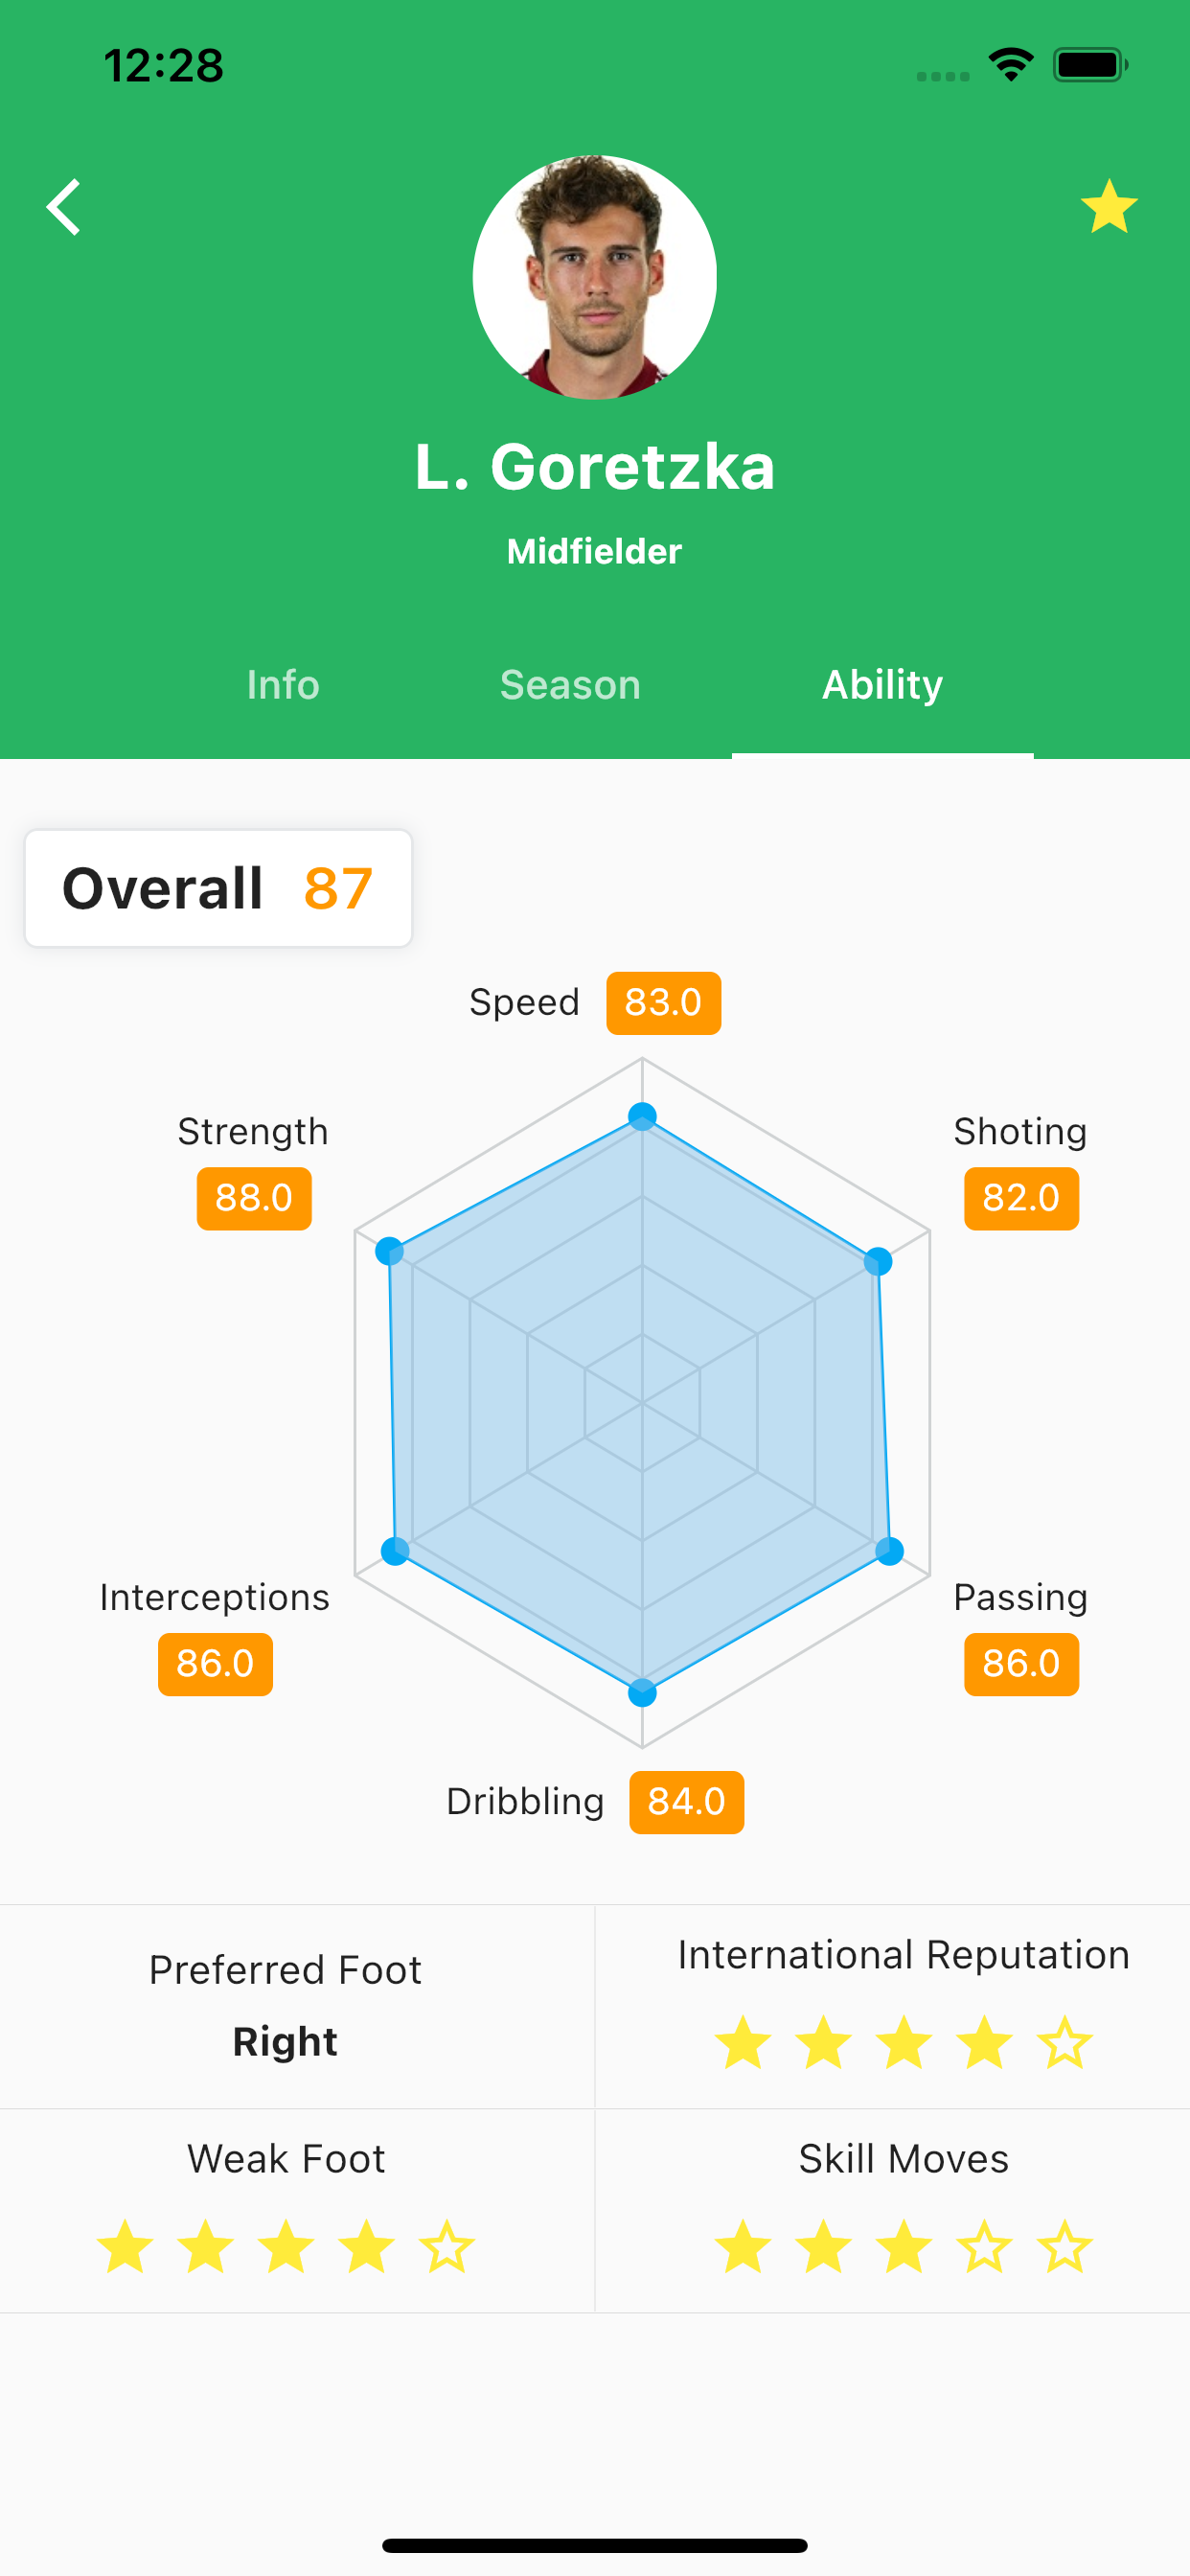 12:28
L. Goretzka
Midfielder
Info Season Ability
Overall 87
Speed 83.0
Strength
88.0
Shoting
82.0
Interceptions
86.0
Passing
86.0
Dribbling 84.0
Preferred Foot
Right
International Reputation
Weak Foot
Skill Moves